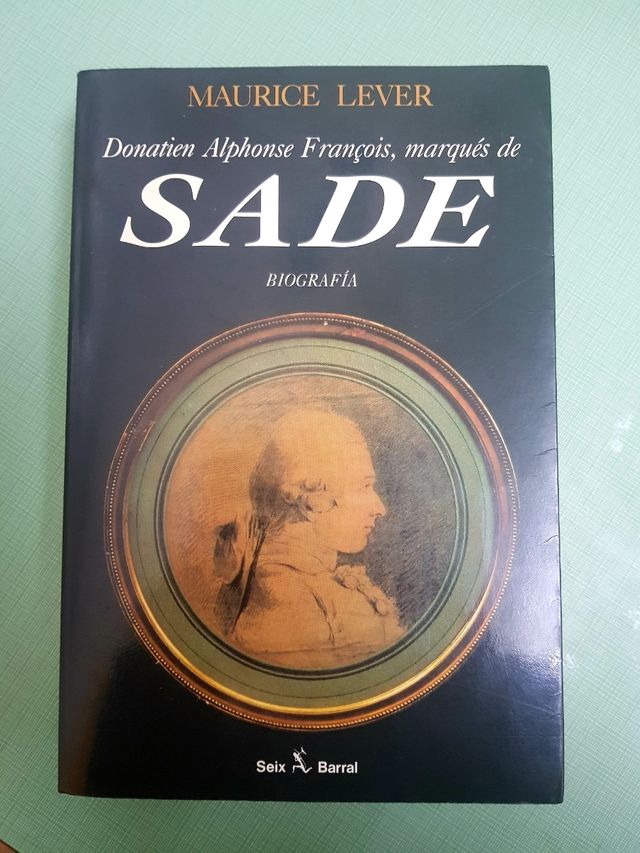 MAURICE LEVER
Donatien Alphonse François, marqués de
SADE
BIOGRAFÍA
Seix Barral